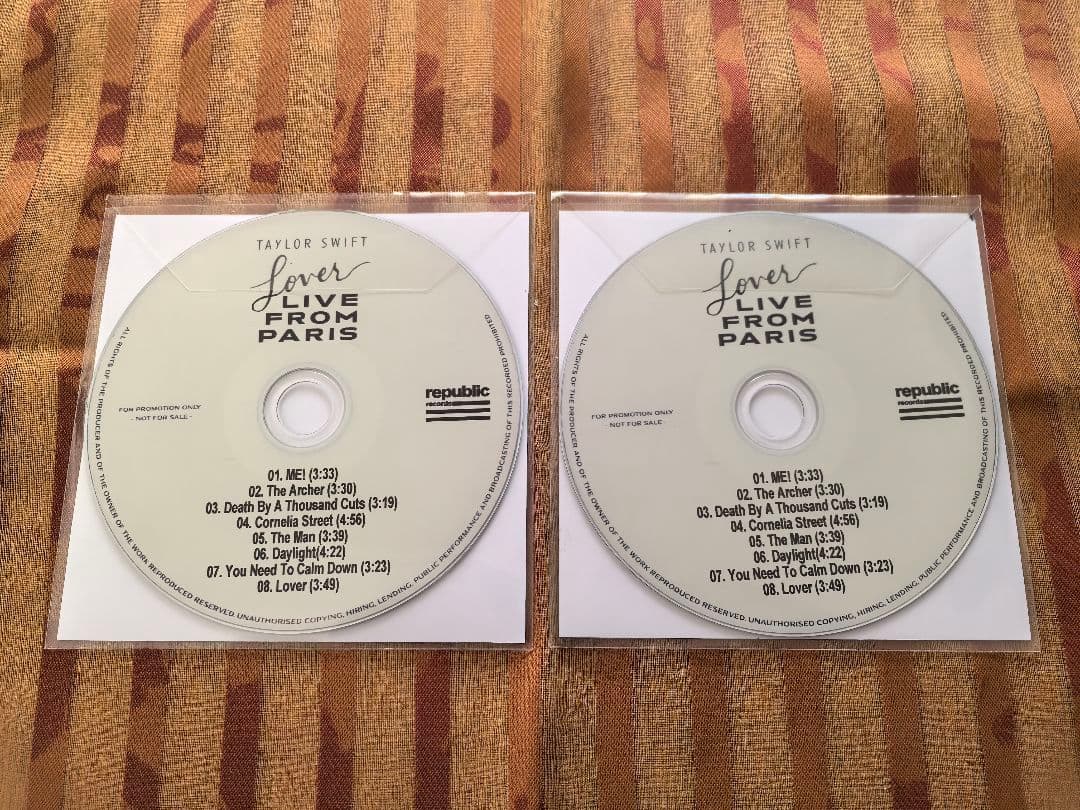 TAYLOR SWIFT
Lover
LIVE
FROM
PARIS
republic
records
FOR PROMOTION ONLY
- NOT FOR SALE -
01. ME! (3:33)
02. The Archer (3:30)
03. Death By A Thousand Cuts (3:19)
04. Cornelia Street (4:56)
05. The Man (3:39)
06. Daylight(4:22)
07. You Need To Calm Down (3:23)
08. Lover (3:49)
ALL RIGHTS OF THE PRODUCER AND OF THE OWNER OF THE WORK REPRODUCED RESERVED. UNAUTHORISED COPYING, HIRING, LENDING, PUBLIC PERFORMANCE AND BROADCASTING OF THIS RECORDED PROHIBITED
TAYLOR SWIFT
Lover
LIVE
FROM
PARIS
republic
records
FOR PROMOTION ONLY
- NOT FOR SALE -
01. ME! (3:33)
02. The Archer (3:30)
03. Death By A Thousand Cuts (3:19)
04. Cornelia Street (4:56)
05. The Man (3:39)
06. Daylight(4:22)
07. You Need To Calm Down (3:23)
08. Lover (3:49)
ALL RIGHTS OF THE PRODUCER AND OF THE OWNER OF THE WORK REPRODUCED RESERVED. UNAUTHORISED COPYING, HIRING, LENDING, PUBLIC PERFORMANCE AND BROADCASTING OF THIS RECORDED PROHIBITED